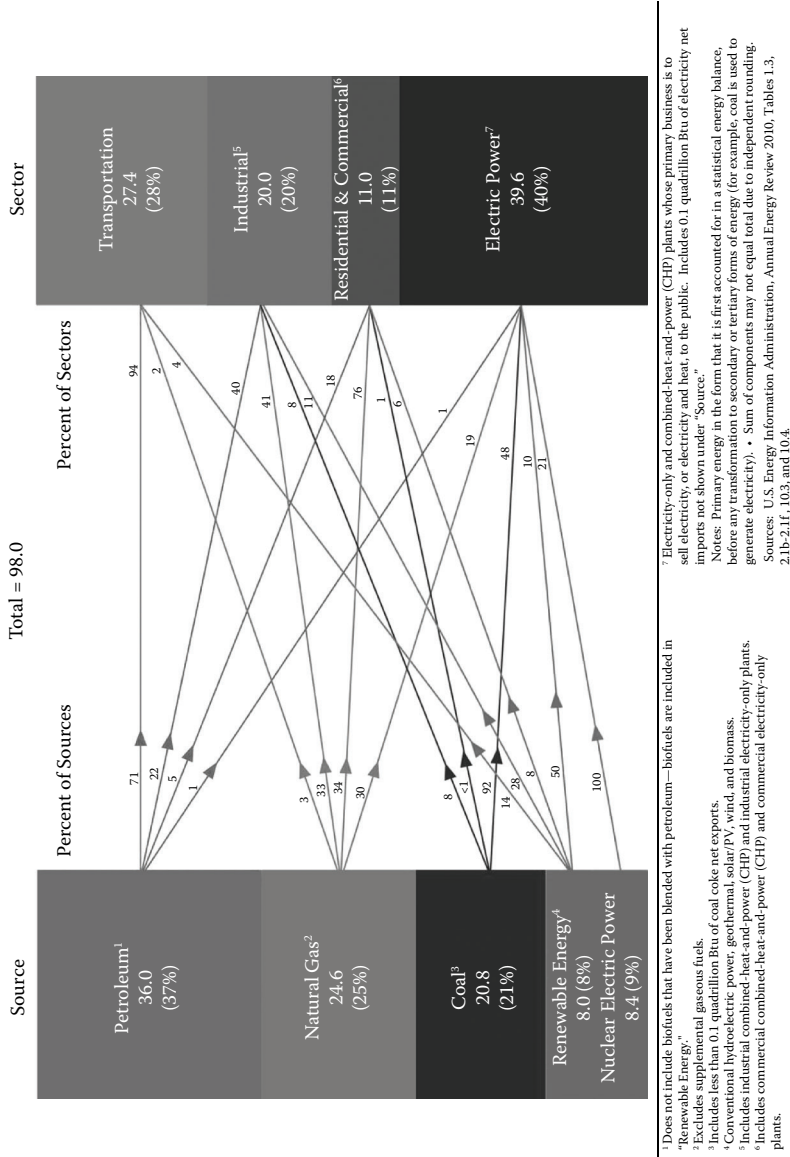 Total = 98.0
Source
Percent of Sources
Percent of Sectors
Sector
Petroleum¹
36.0
(37%)
Natural Gas²
24.6
(25%)
Coal³
20.8
(21%)
Renewable Energy⁴
8.0 (8%)
Nuclear Electric Power
8.4 (9%)
71
22
5
1
3
33
34
30
8
<1
92
14
28
8
50
100
94
2
4
40
41
8
11
18
76
1
6
1
19
48
10
21
Transportation
27.4
(28%)
Industrial⁵
20.0
(20%)
Residential & Commercial⁶
11.0
(11%)
Electric Power⁷
39.6
(40%)
¹ Does not include biofuels that have been blended with petroleum—biofuels are included in
“Renewable Energy.”
² Excludes supplemental gaseous fuels.
³ Includes less than 0.1 quadrillion Btu of coal coke net exports.
⁴ Conventional hydroelectric power, geothermal, solar/PV, wind, and biomass.
⁵ Includes industrial combined-heat-and-power (CHP) and industrial electricity-only plants.
⁶ Includes commercial combined-heat-and-power (CHP) and commercial electricity-only
plants.
⁷ Electricity-only and combined-heat-and-power (CHP) plants whose primary business is to
sell electricity, or electricity and heat, to the public. Includes 0.1 quadrillion Btu of electricity net
imports not shown under “Source.”
Notes: Primary energy in the form that it is first accounted for in a statistical energy balance,
before any transformation to secondary or tertiary forms of energy (for example, coal is used to
generate electricity). • Sum of components may not equal total due to independent rounding.
Sources: U.S. Energy Information Administration, Annual Energy Review 2010, Tables 1.3,
2.1b-2.1f , 10.3, and 10.4.